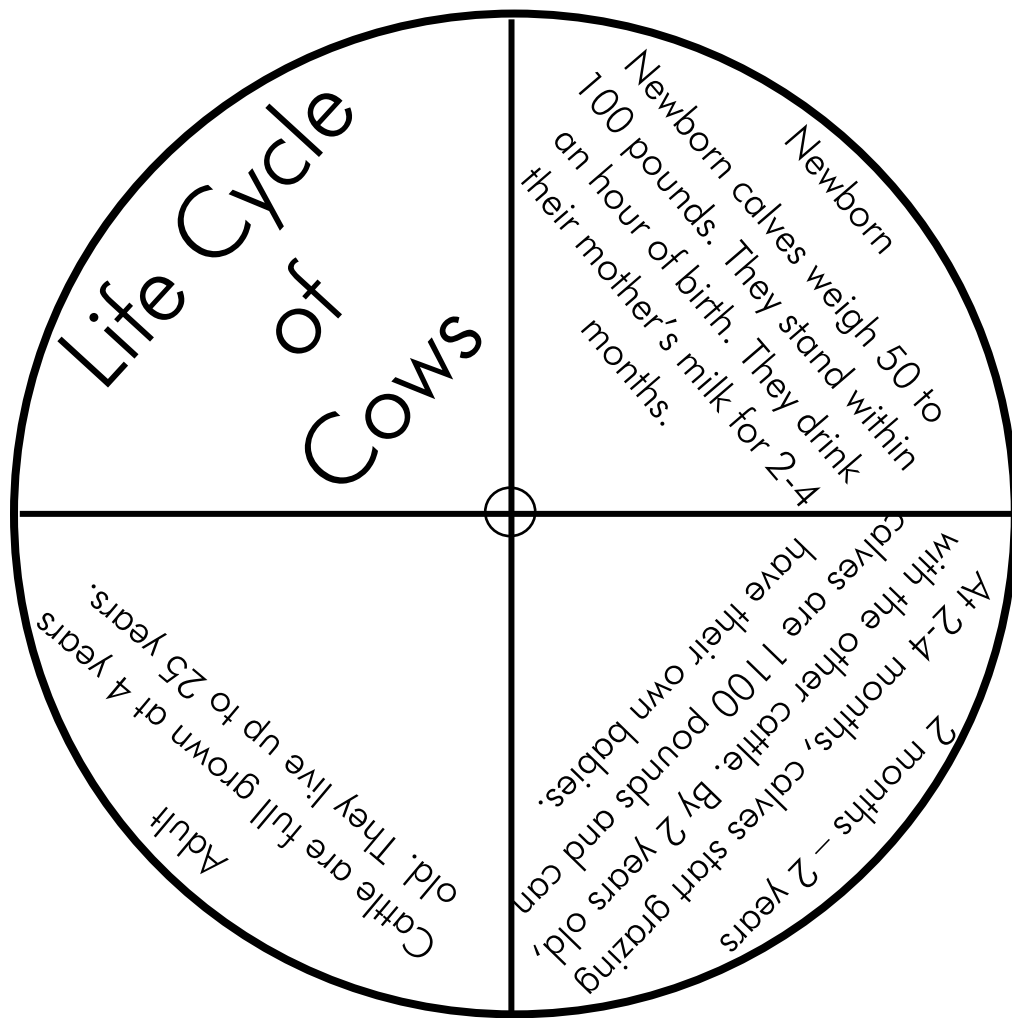 Life Cycle
of
Cows
Newborn
Newborn calves weigh 50 to
100 pounds. They stand within
an hour of birth. They drink
their mother's milk for 2-4
months.
2 months – 2 years
At 2-4 months, calves start grazing
with the other cattle. By 2 years old,
calves are 1100 pounds and can
have their own babies.
Adult
Cattle are full grown at 4 years
old. They live up to 25 years.